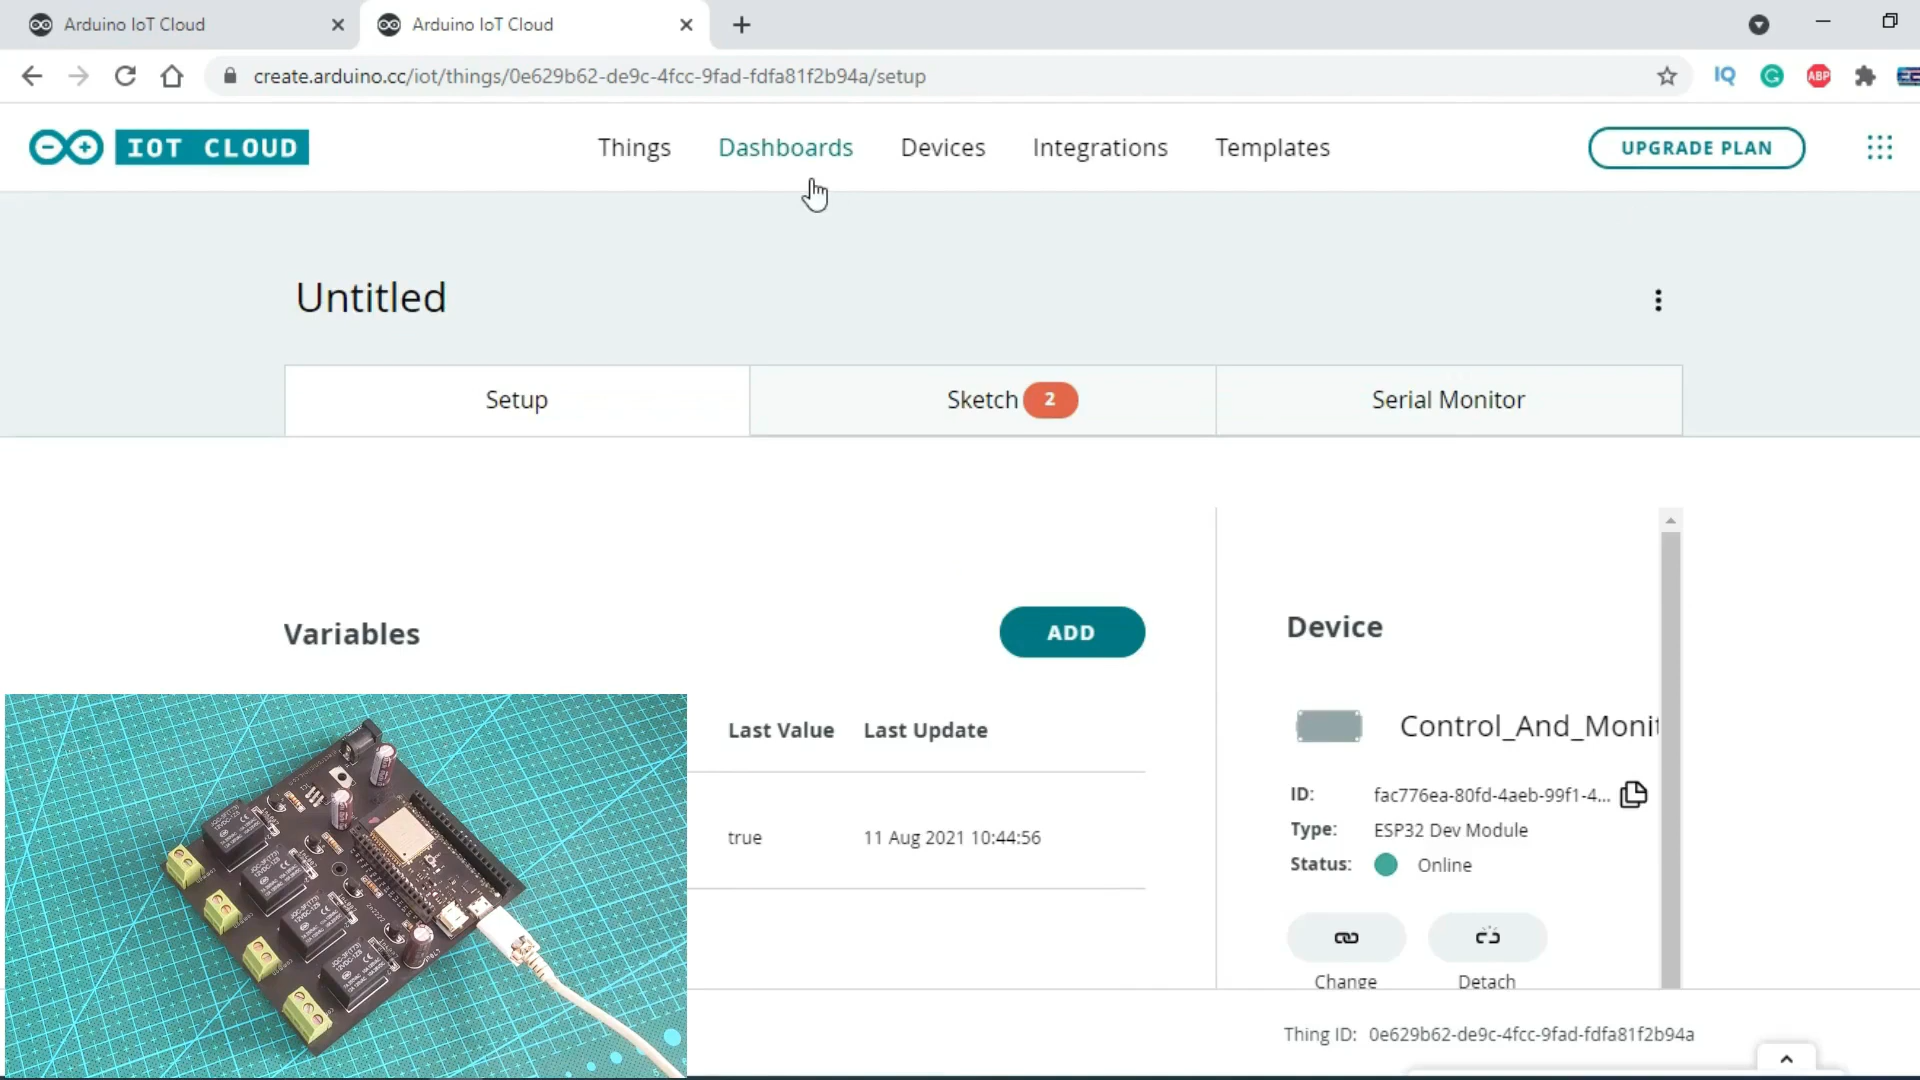 Arduino IoT Cloud
Arduino IoT Cloud
create.arduino.cc/iot/things/0e629b62-de9c-4fcc-9fad-fdfa81f2b94a/setup
IQ
ABP
IOT CLOUD
Things
Dashboards
Devices
Integrations
Templates
UPGRADE PLAN
Untitled
Setup
Sketch 2
Serial Monitor
Variables
ADD
Device
Last Value
Last Update
Control_And_Monit
true
11 Aug 2021 10:44:56
ID: fac776ea-80fd-4aeb-99f1-4...
Type: ESP32 Dev Module
Status: Online
Change
Detach
Thing ID: 0e629b62-de9c-4fcc-9fad-fdfa81f2b94a